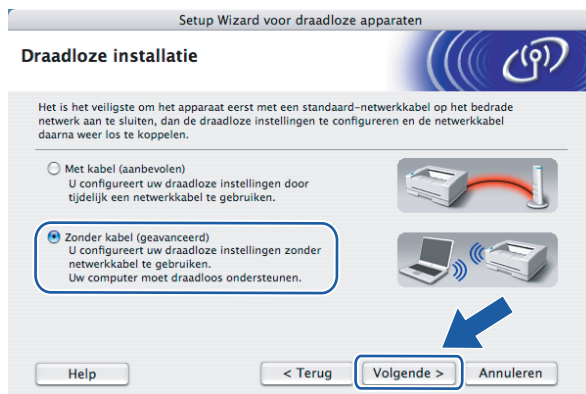 Setup Wizard voor draadloze apparaten
Draadloze installatie
Het is het veiligste om het apparaat eerst met een standaard-netwerkkabel op het bedrade
netwerk aan te sluiten, dan de draadloze instellingen te configureren en de netwerkkabel
daarna weer los te koppelen.
Met kabel (aanbevolen)
U configureert uw draadloze instellingen door
tijdelijk een netwerkkabel te gebruiken.
Zonder kabel (geavanceerd)
U configureert uw draadloze instellingen zonder
netwerkkabel te gebruiken.
Uw computer moet draadloos ondersteunen.
Help
< Terug
Volgende >
Annuleren